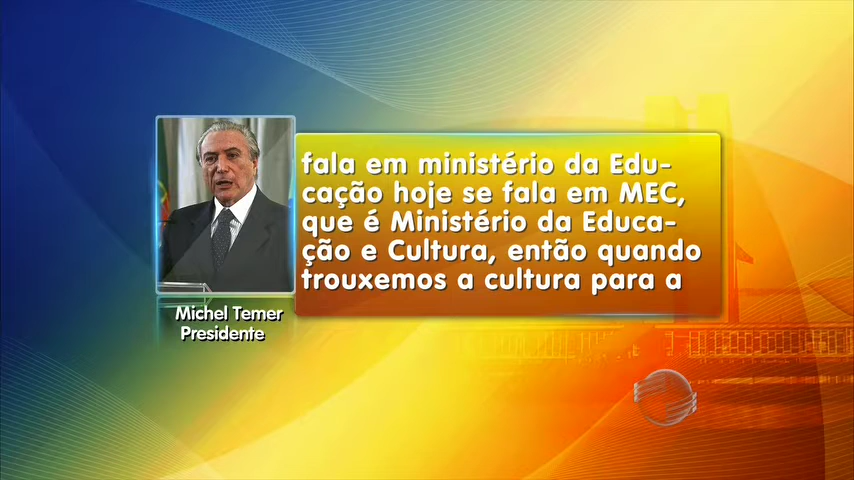 fala em ministério da Edu-
cação hoje se fala em MEC,
que é Ministério da Educa-
ção e Cultura, então quando
trouxemos a cultura para a
Michel Temer
Presidente